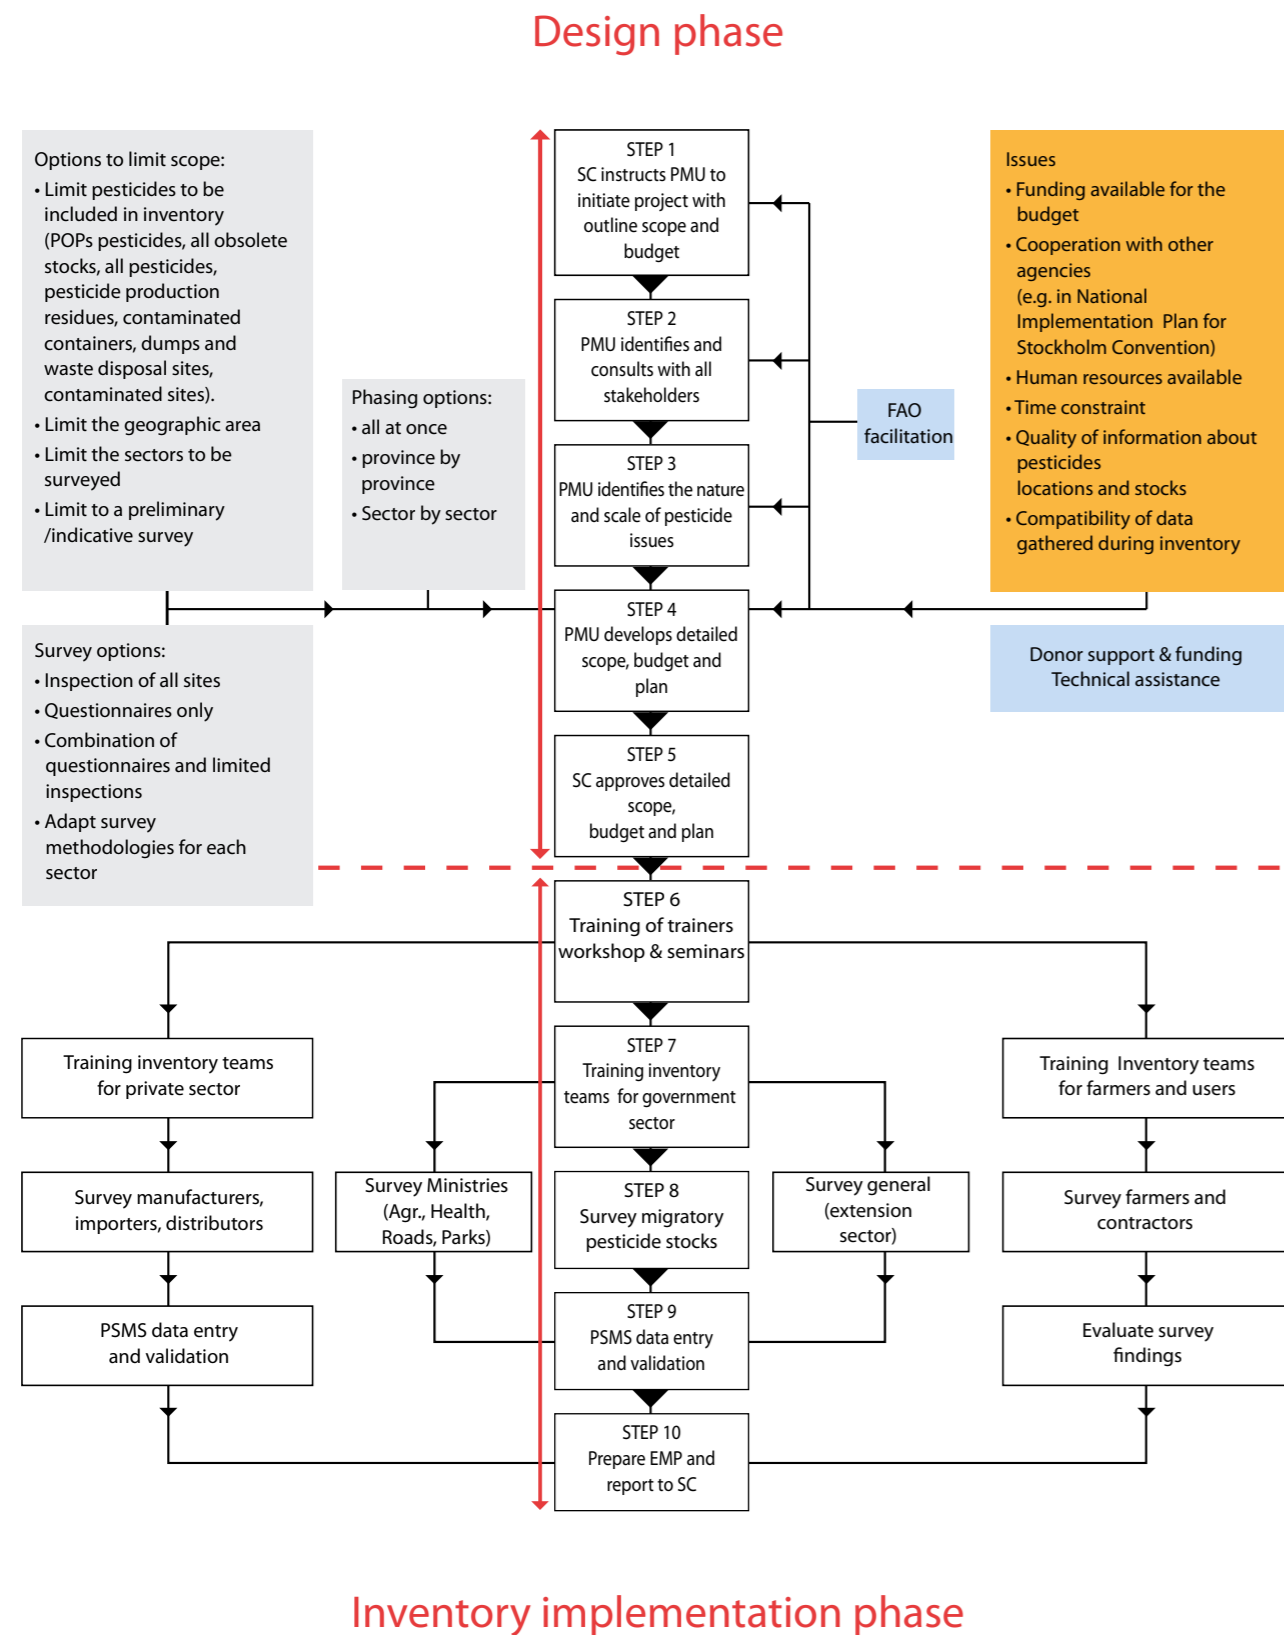 Design phase
Options to limit scope:
• Limit pesticides to be
included in inventory
(POPs pesticides, all obsolete
stocks, all pesticides,
pesticide production
residues, contaminated
containers, dumps and
waste disposal sites,
contaminated sites).
• Limit the geographic area
• Limit the sectors to be
surveyed
• Limit to a preliminary
/indicative survey
Phasing options:
• all at once
• province by
province
• Sector by sector
Survey options:
• Inspection of all sites
• Questionnaires only
• Combination of
questionnaires and limited
inspections
• Adapt survey
methodologies for each
sector
STEP 1
SC instructs PMU to
initiate project with
outline scope and
budget
STEP 2
PMU identifies and
consults with all
stakeholders
STEP 3
PMU identifies the nature
and scale of pesticide
issues
STEP 4
PMU develops detailed
scope, budget and
plan
STEP 5
SC approves detailed
scope,
budget and plan
FAO
facilitation
Issues
• Funding available for the
budget
• Cooperation with other
agencies
(e.g. in National
Implementation Plan for
Stockholm Convention)
• Human resources available
• Time constraint
• Quality of information about
pesticides
locations and stocks
• Compatibility of data
gathered during inventory
Donor support & funding
Technical assistance
STEP 6
Training of trainers
workshop & seminars
Training inventory teams
for private sector
STEP 7
Training inventory
teams for government
sector
Training Inventory teams
for farmers and users
Survey manufacturers,
importers, distributors
Survey Ministries
(Agr., Health,
Roads, Parks)
STEP 8
Survey migratory
pesticide stocks
Survey general
(extension
sector)
Survey farmers and
contractors
PSMS data entry
and validation
STEP 9
PSMS data entry
and validation
Evaluate survey
findings
STEP 10
Prepare EMP and
report to SC
Inventory implementation phase